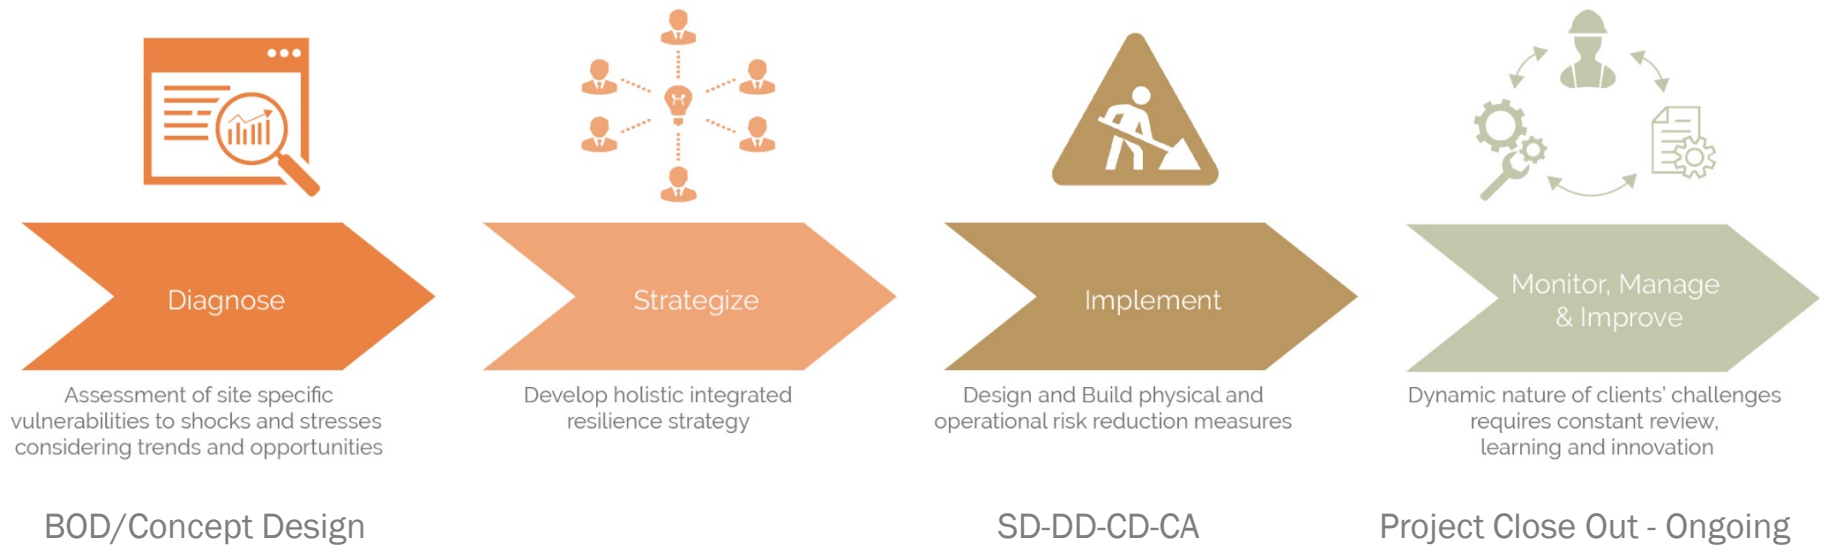 Diagnose
Assessment of site specific
vulnerabilities to shocks and stresses
considering trends and opportunities
BOD/Concept Design
Strategize
Develop holistic integrated
resilience strategy
Implement
Design and Build physical and
operational risk reduction measures
SD-DD-CD-CA
Monitor, Manage
& Improve
Dynamic nature of clients' challenges
requires constant review,
learning and innovation
Project Close Out - Ongoing